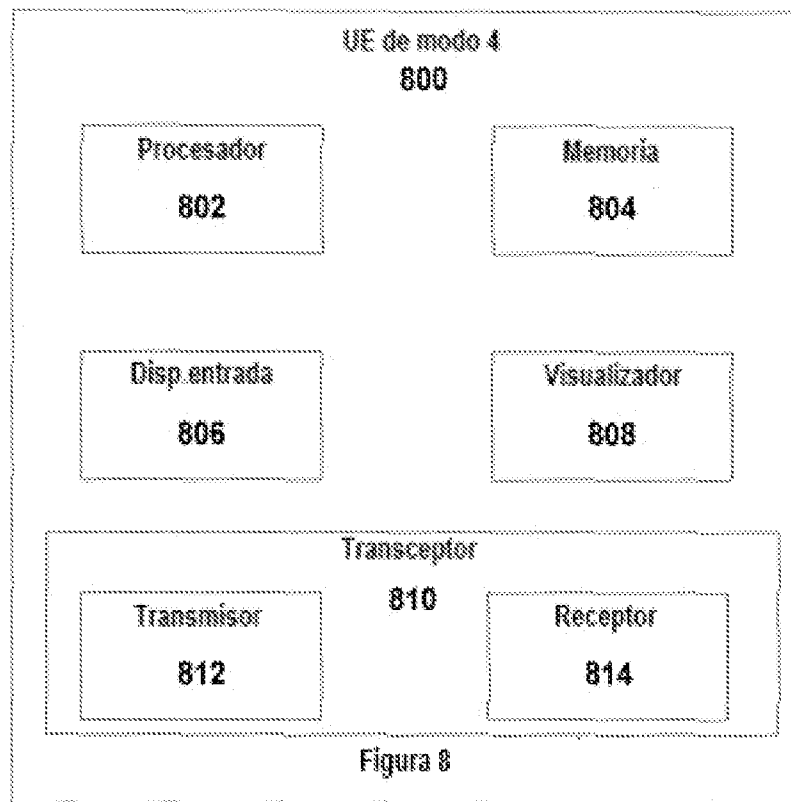 UE de modo 4
800
Procesador
802
Memoria
804
Disp.entrada
806
Visualizador
808
Transceptor
810
Transmisor
812
Receptor
814
Figura 8